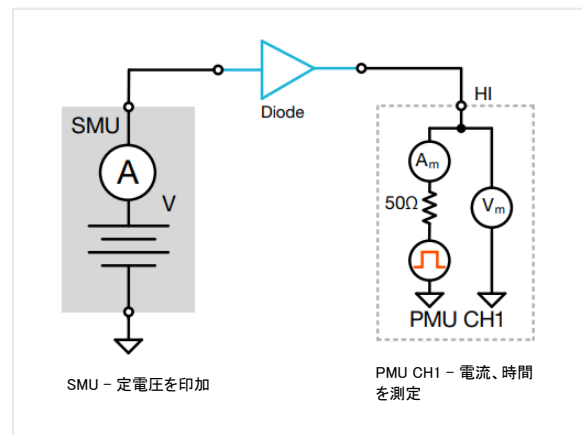 Diode
HI
SMU
A
V
Am
50Ω
Vm
PMU CH1
SMU – 定電圧を印加
PMU CH1 – 電流、時間
を測定